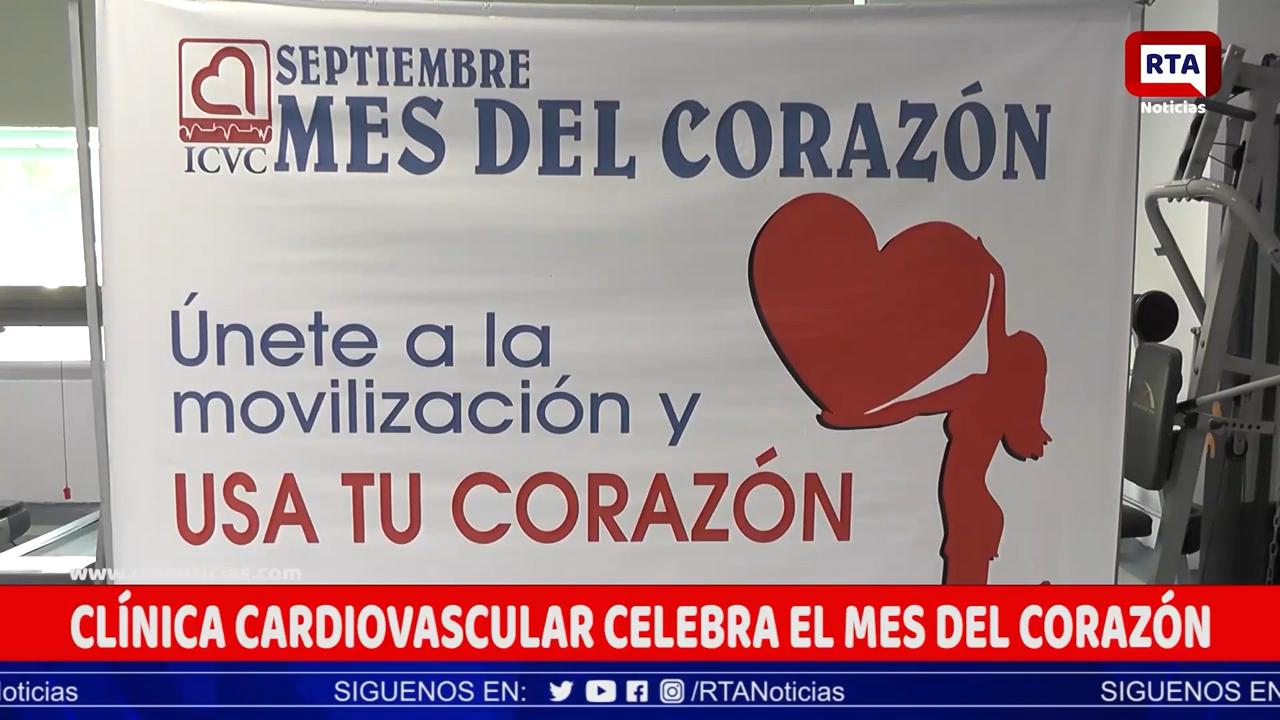 SEPTIEMBRE
MES DEL CORAZÓN
ICVC
RTA
Noticias
Únete a la
movilización y
USA TU CORAZÓN
CLÍNICA CARDIOVASCULAR CELEBRA EL MES DEL CORAZÓN
SIGUENOS EN: /RTANoticias
SIGUENOS EN